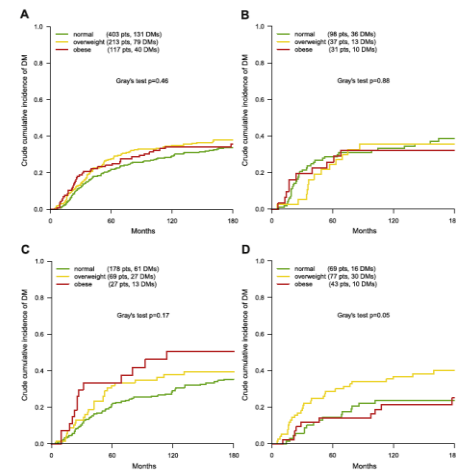 A
normal (403 pts, 131 DMs)
overweight (213 pts, 79 DMs)
obese (117 pts, 40 DMs)
Gray's test p=0.46
Crude cumulative incidence of DM
1.0
0.8
0.6
0.4
0.2
0.0
0 60 120 180
Months
B
normal (98 pts, 36 DMs)
overweight (37 pts, 13 DMs)
obese (31 pts, 10 DMs)
Gray's test p=0.88
Crude cumulative incidence of DM
1.0
0.8
0.6
0.4
0.2
0.0
0 60 120 18
Months
C
normal (178 pts, 61 DMs)
overweight (69 pts, 27 DMs)
obese (27 pts, 13 DMs)
Gray's test p=0.17
Crude cumulative incidence of DM
1.0
0.8
0.6
0.4
0.2
0.0
0 60 120 180
Months
D
normal (69 pts, 16 DMs)
overweight (77 pts, 30 DMs)
obese (43 pts, 10 DMs)
Gray's test p=0.05
Crude cumulative incidence of DM
1.0
0.8
0.6
0.4
0.2
0.0
0 60 120 18
Months